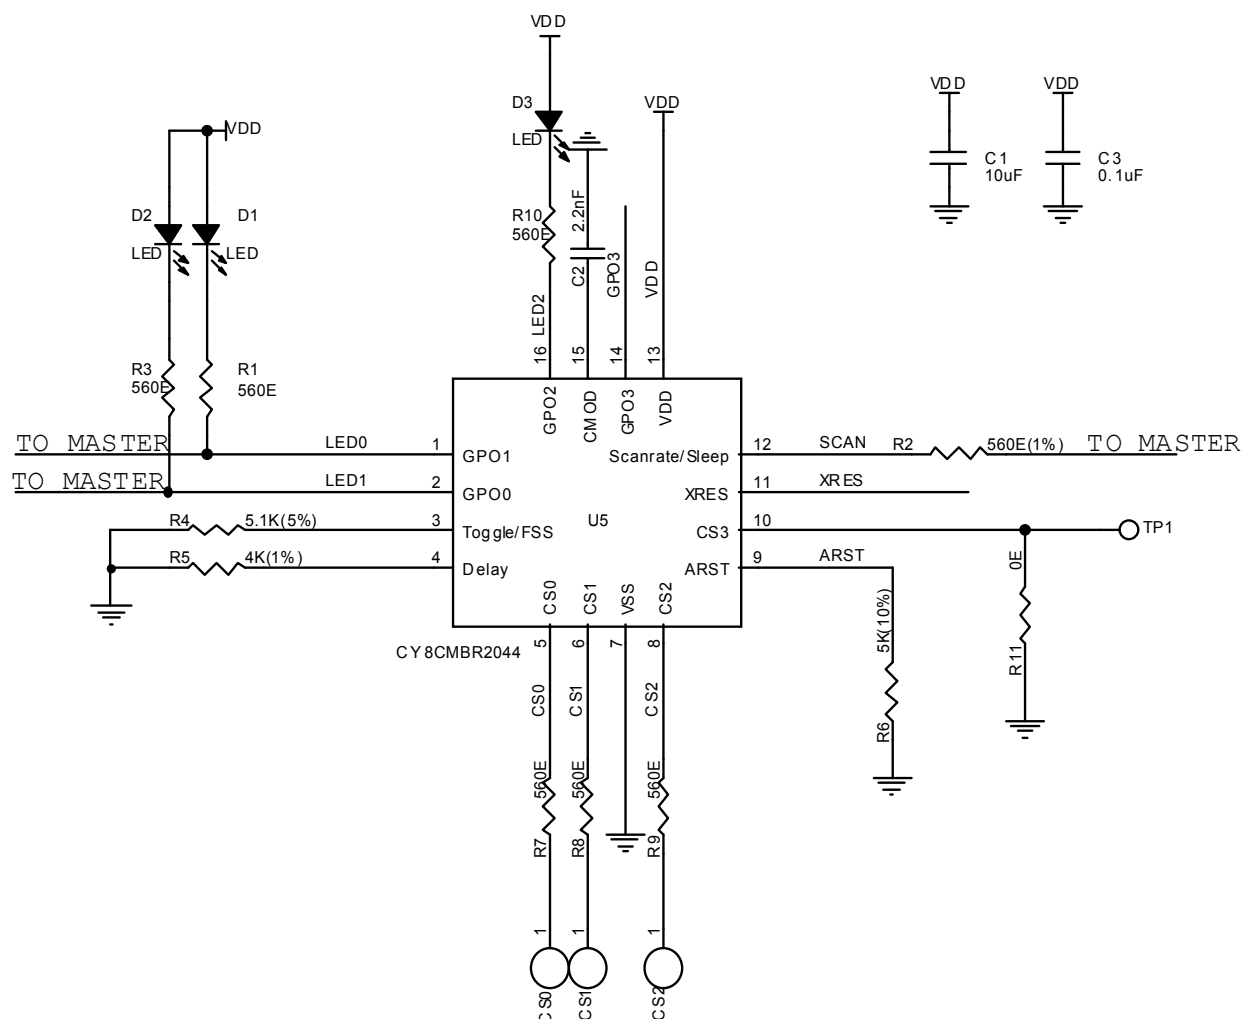 VDD
D3
LED
VDD
VDD
VDD
C1
10uF
C3
0.1uF
VDD
D2
D1
LED
LED
R10
560E
2.2nF
C2
GPO3
VDD
LED2
16
15
14
13
R3
560E
R1
560E
GPO2
CMOD
GPO3
VDD
TO MASTER
LED0
1
GPO1
Scanrate/Sleep
12
SCAN
R2
560E(1%)
TO MASTER
TO MASTER
LED1
2
GPO0
XRES
11
XRES
R4
5.1K(5%)
3
Toggle/FSS
U5
CS3
10
TP1
R5
4K(1%)
4
Delay
ARST
9
ARST
0E
R11
CS0
CS1
VSS
CS2
5K(10%)
R6
CY8CMBR2044
5
6
7
8
CS0
CS1
CS2
560E
560E
560E
R7
R8
R9
1
1
1
CS0
CS1
CS2